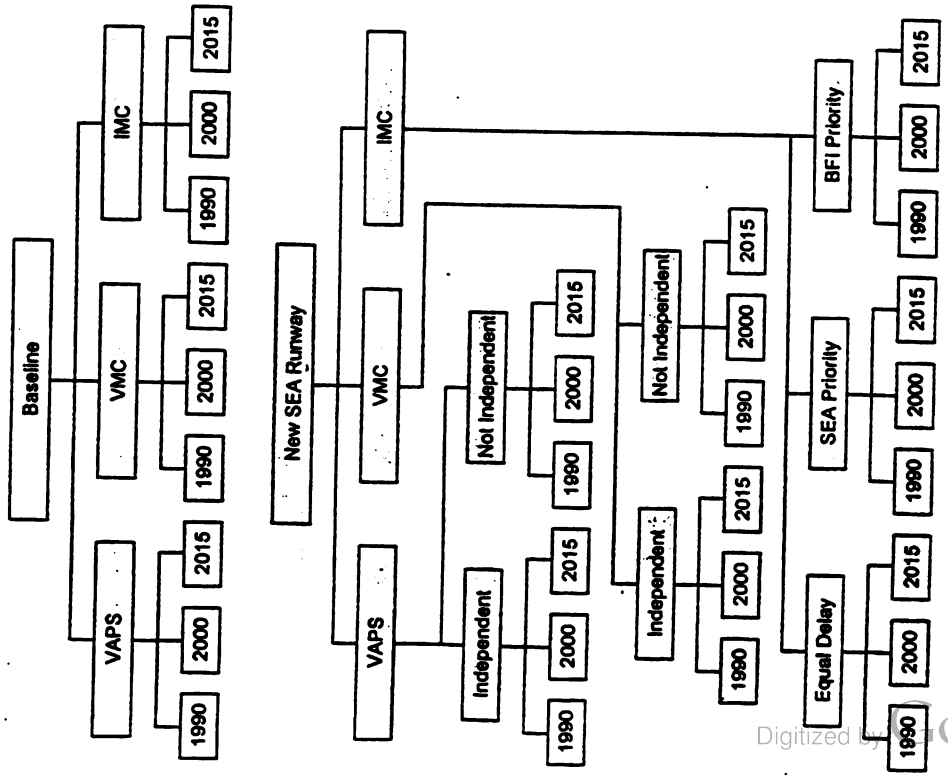 Baseline
VAPS VMC IMC
1990 2000 2015 1990 2000 2015 1990 2000 2015
New SEA Runway
VAPS VMC IMC
Independent Not Independent
1990 2000 2015 1990 2000 2015
Independent Not Independent
1990 2000 2015 1990 2000 2015
Equal Delay SEA Priority BFI Priority
1990 2000 2015 1990 2000 2015 1990 2000 2015
Digitized by